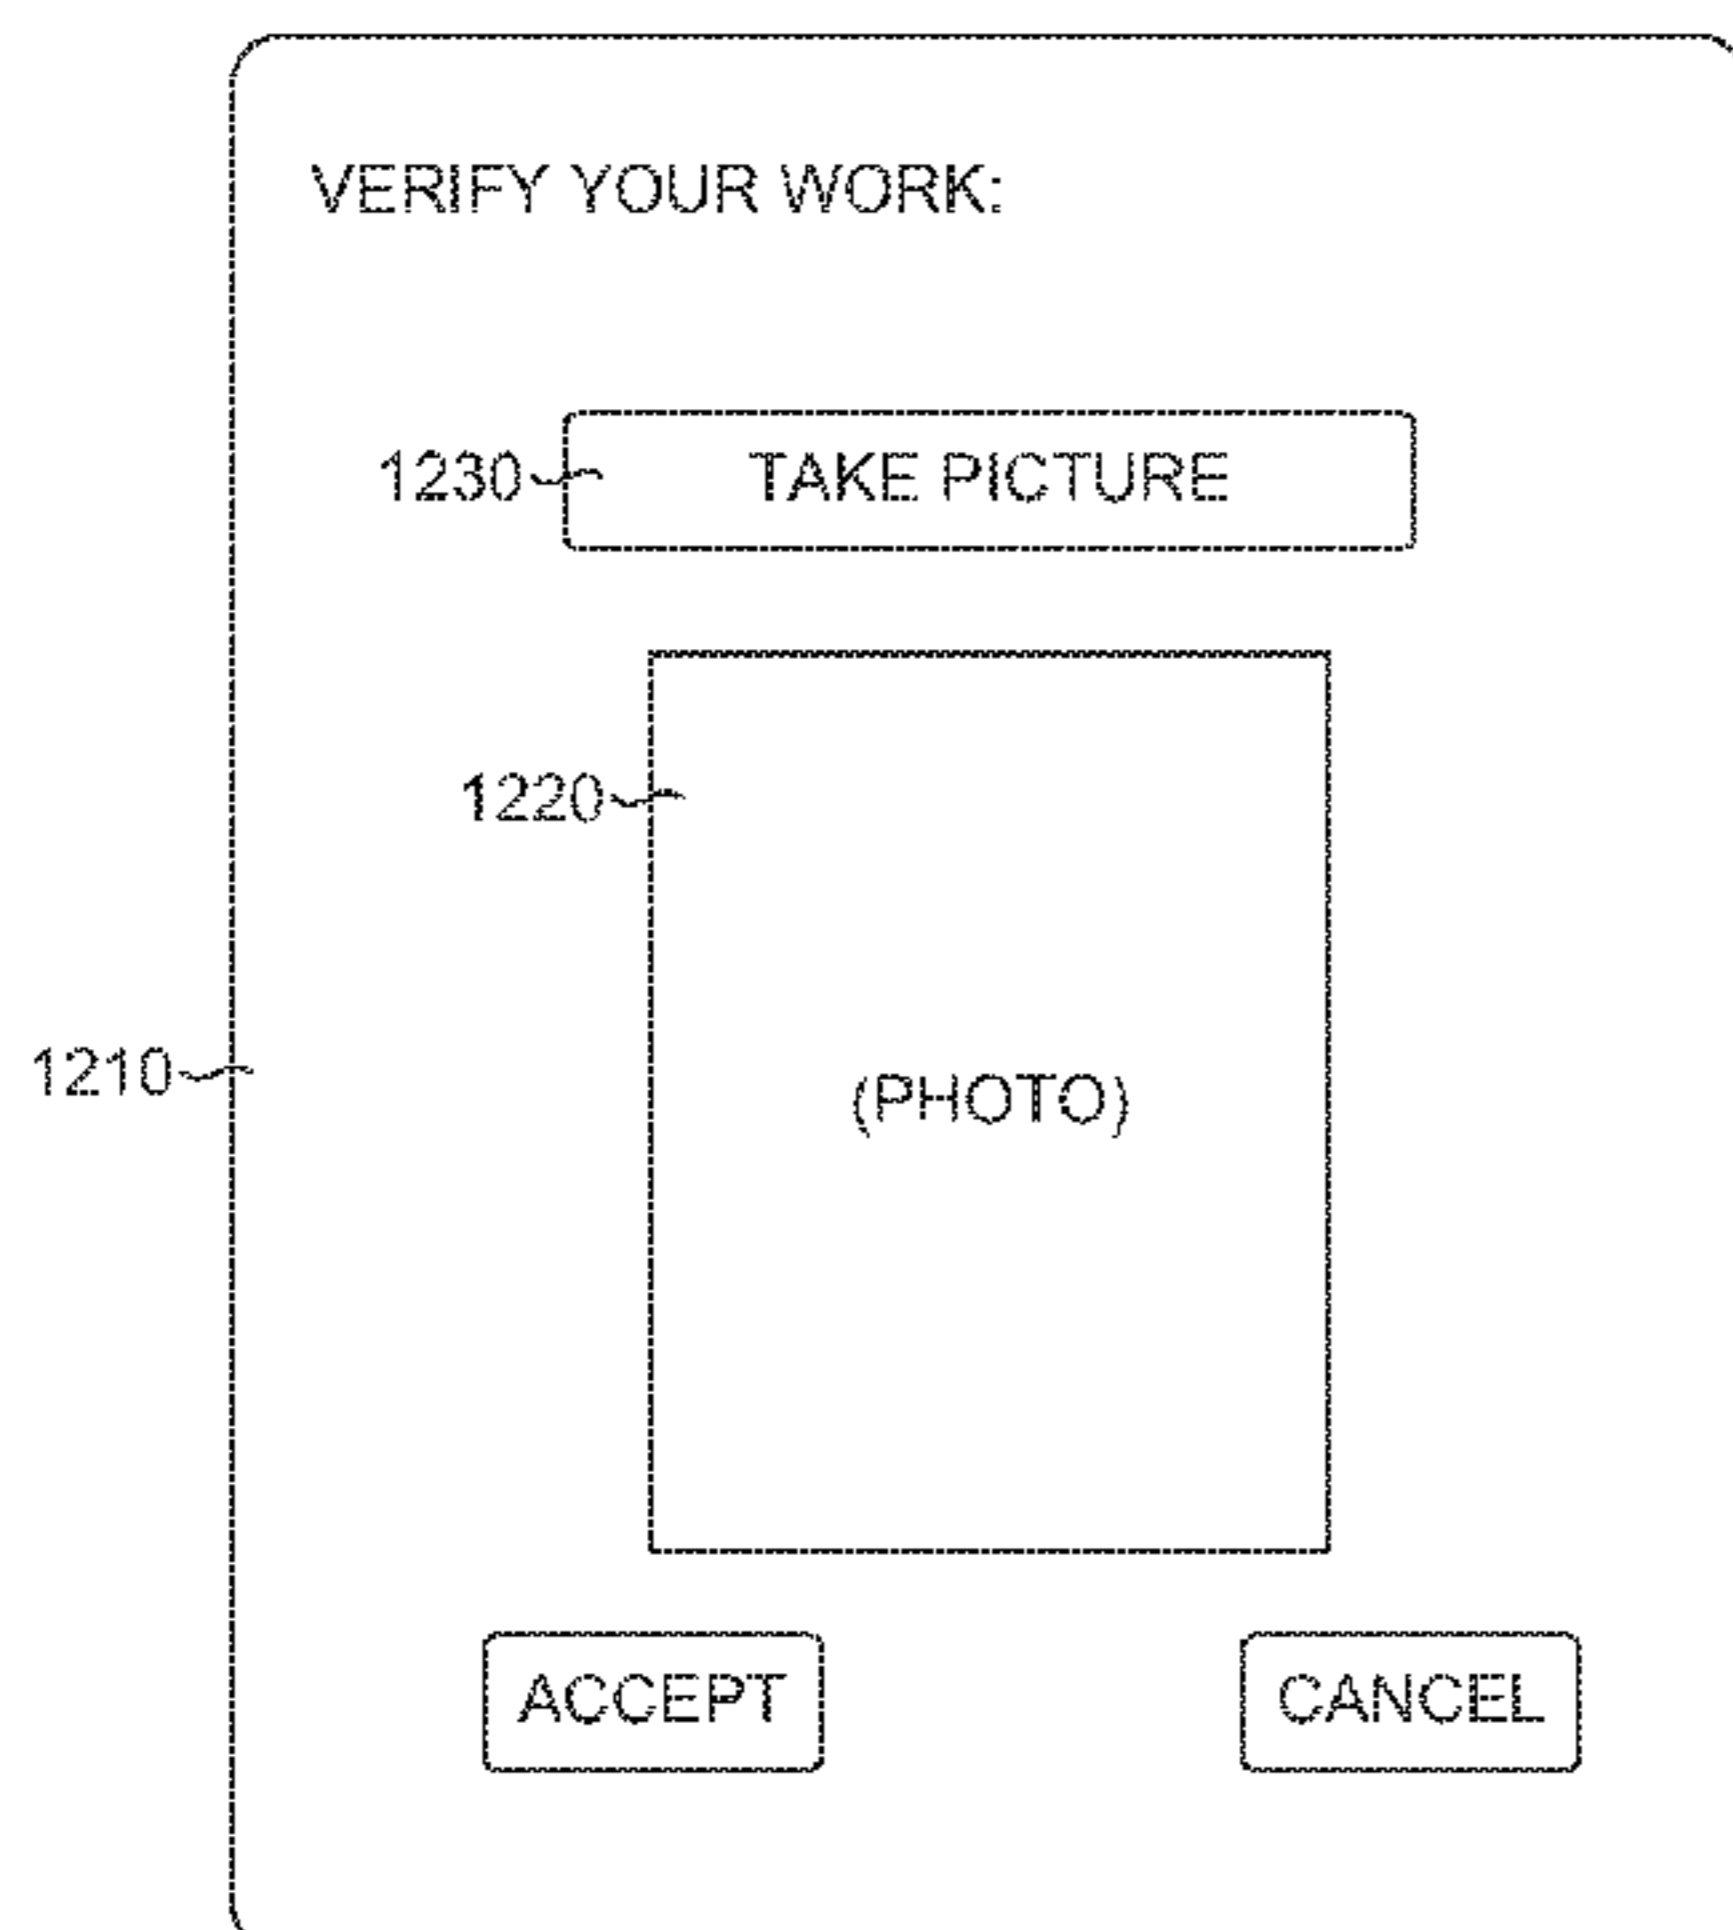 VERIFY YOUR WORK:
1230 TAKE PICTURE
1220
1210 (PHOTO)
ACCEPT CANCEL